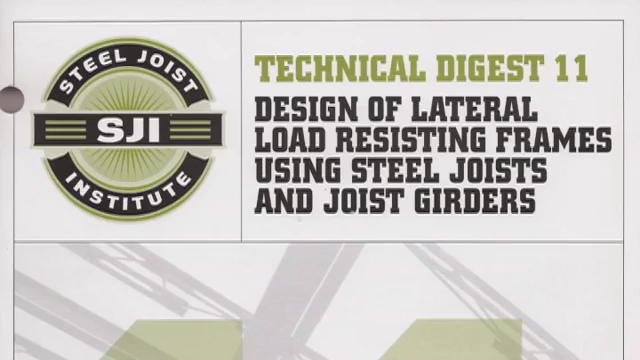 STEEL JOIST
SJI
INSTITUTE
TECHNICAL DIGEST 11
DESIGN OF LATERAL
LOAD RESISTING FRAMES
USING STEEL JOISTS
AND JOIST GIRDERS